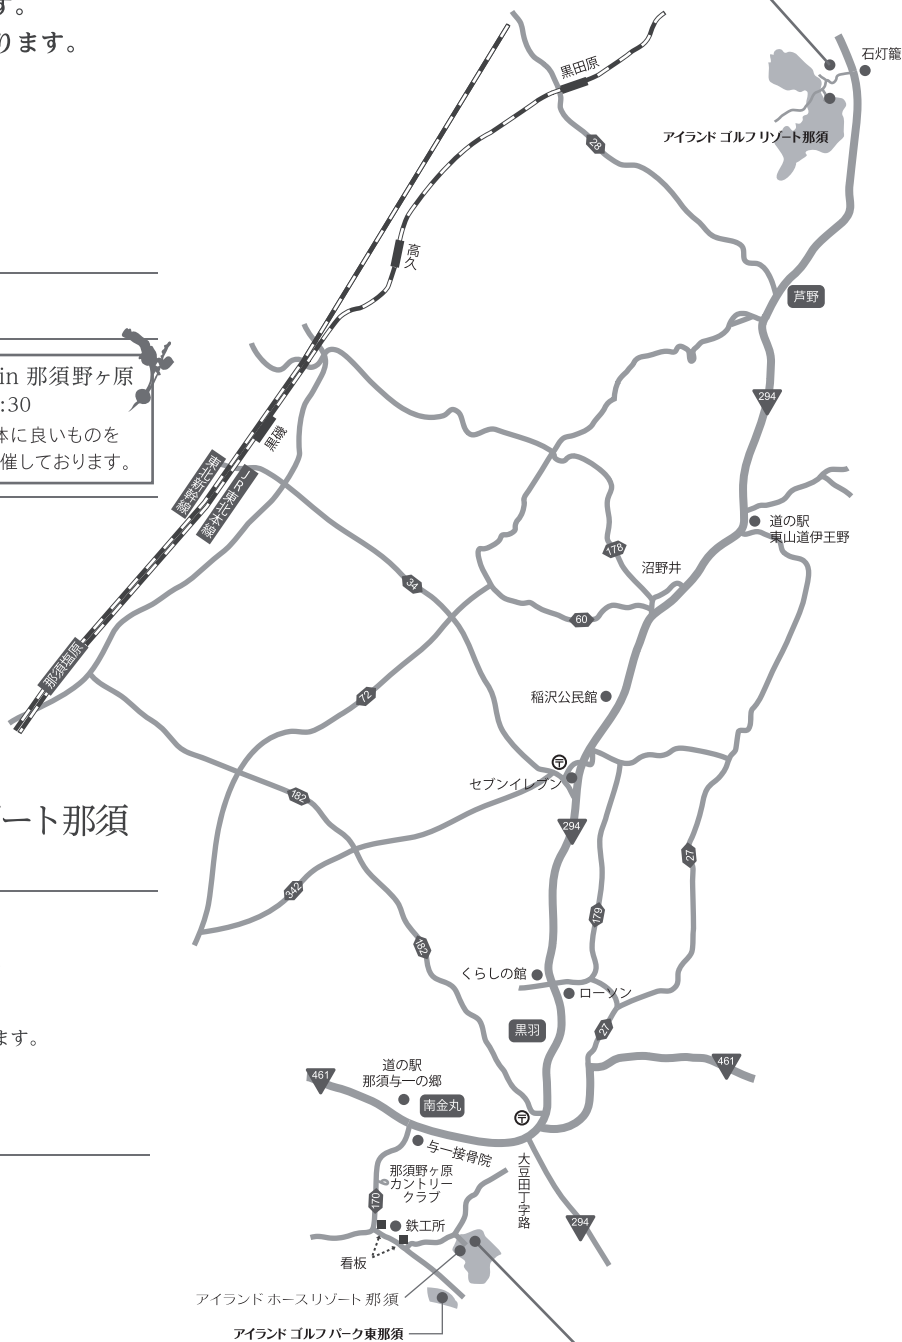 す。
ります。
in 那須野ヶ原
:30
体に良いものを
催しております。
ート那須
ます。
石灯籠
アイランド ゴルフ リゾート那須
黒田原
28
高久
芦野
294
黒磯
東北新幹線
JR東北本線
道の駅
東山道伊王野
178
沼野井
34
60
那須塩原
72
稲沢公民館
セブンイレブン
182
294
27
342
179
182
くらしの館
ローソン
黒羽
27
461
道の駅
那須与一の郷
461
南金丸
与一接骨院
大豆田丁字路
那須野ヶ原
カントリー
クラブ
170
鉄工所
294
看板
アイランド ホースリゾート 那須
アイランド ゴルフ パーク東那須